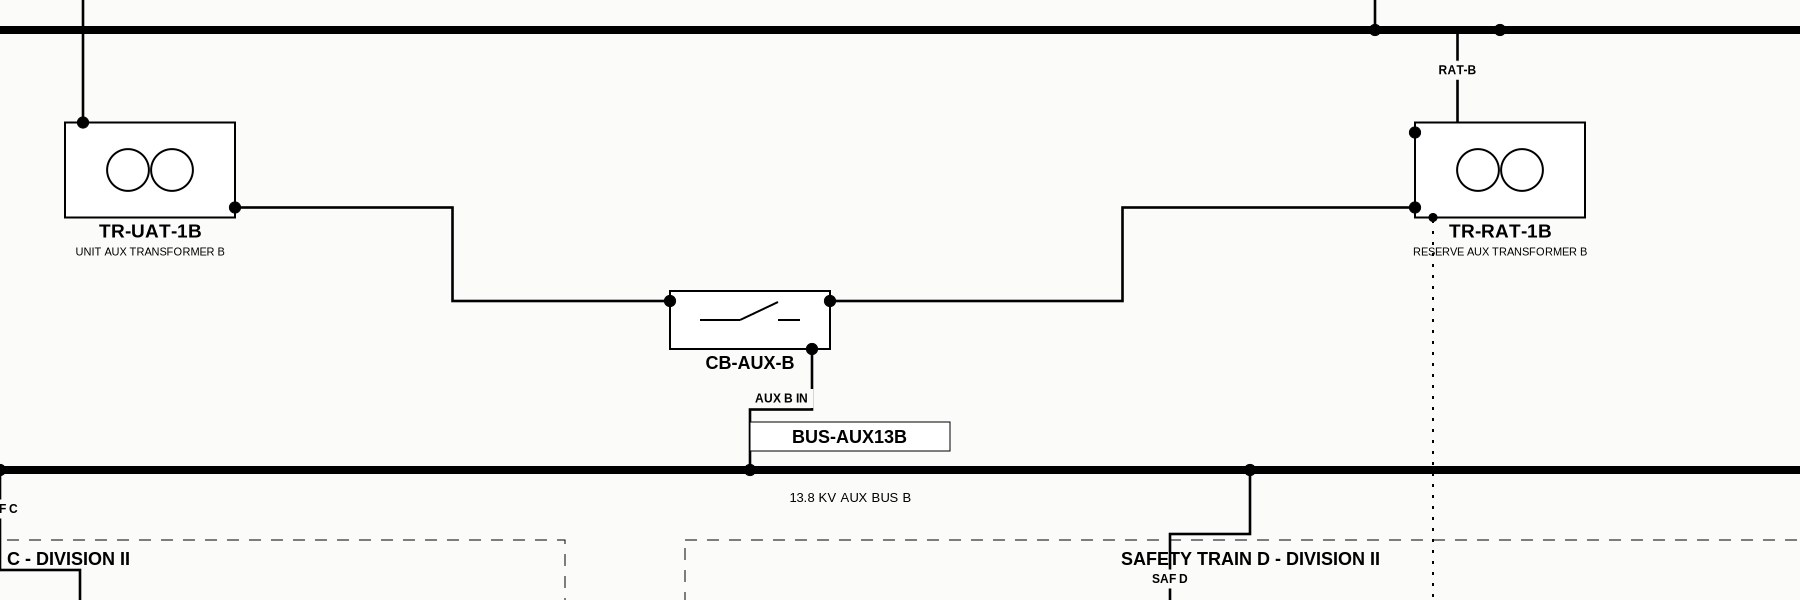 RAT-B
TR-UAT-1B
UNIT AUX TRANSFORMER B
TR-RAT-1B
RESERVE AUX TRANSFORMER B
CB-AUX-B
AUX B IN
BUS-AUX13B
13.8 KV AUX BUS B
F C
C - DIVISION II
SAFETY TRAIN D - DIVISION II
SAF D